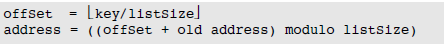 offSet = ⌊key/listSize⌋
address = ((offSet + old address) modulo listSize)